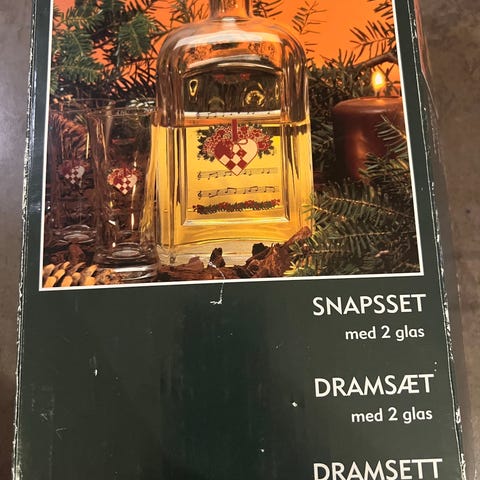 SNAPSSET
med 2 glas
DRAMSÆT
med 2 glas
DRAMSETT